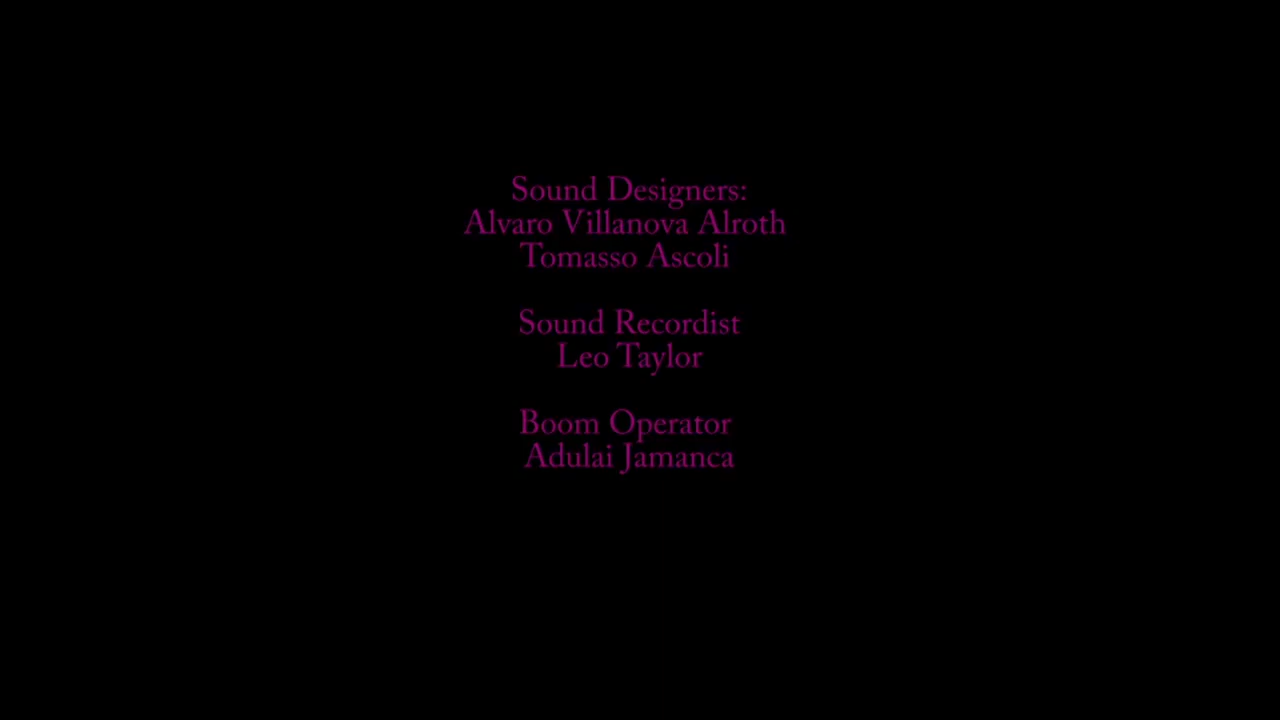 Sound Designers:
Alvaro Villanova Alroth
Tomasso Ascoli
Sound Recordist
Leo Taylor
Boom Operator
Adulai Jamanca